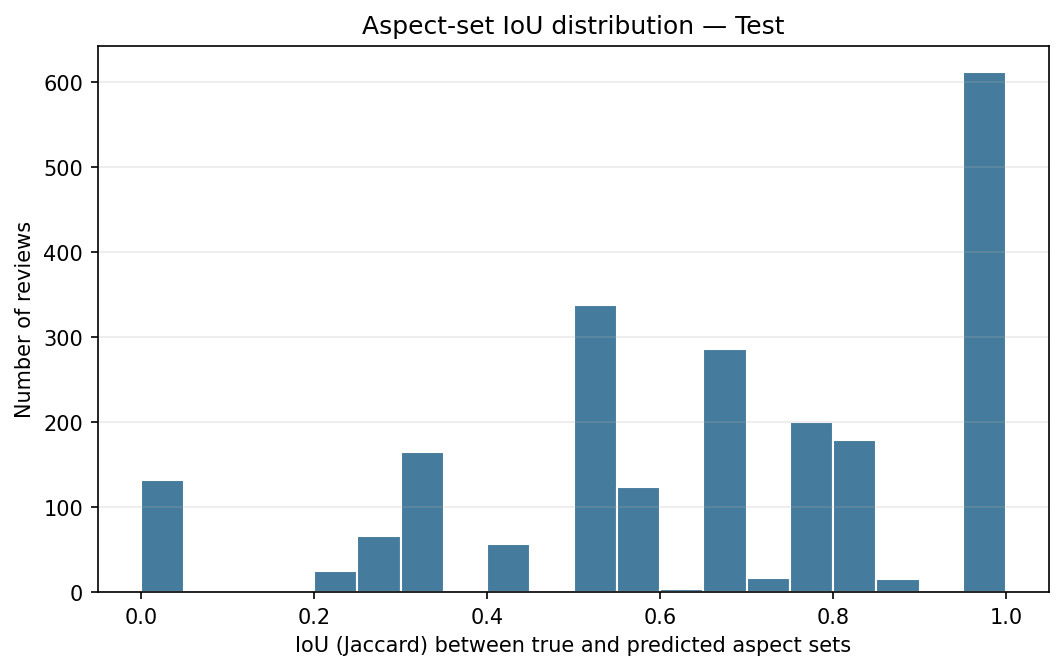 Aspect-set IoU distribution — Test
Number of reviews
600
500
400
300
200
100
0
0.0 0.2 0.4 0.6 0.8 1.0
IoU (Jaccard) between true and predicted aspect sets